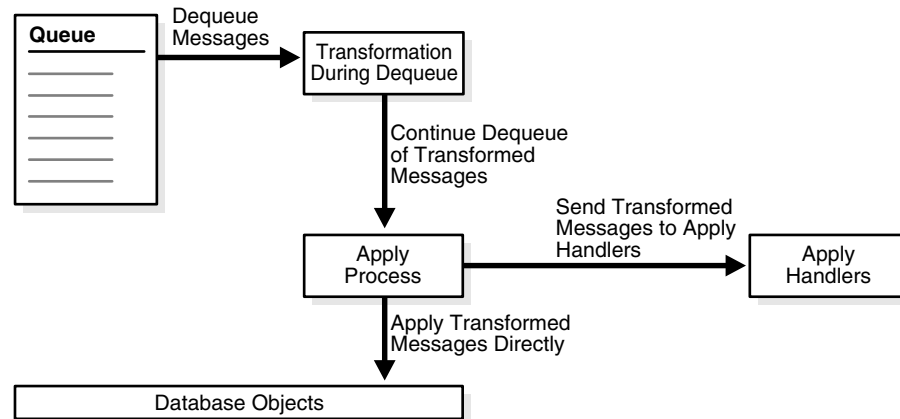 Queue
Dequeue
Messages
Transformation
During Dequeue
Continue Dequeue
of Transformed
Messages
Send Transformed
Messages to Apply
Handlers
Apply
Process
Apply
Handlers
Apply Transformed
Messages Directly
Database Objects